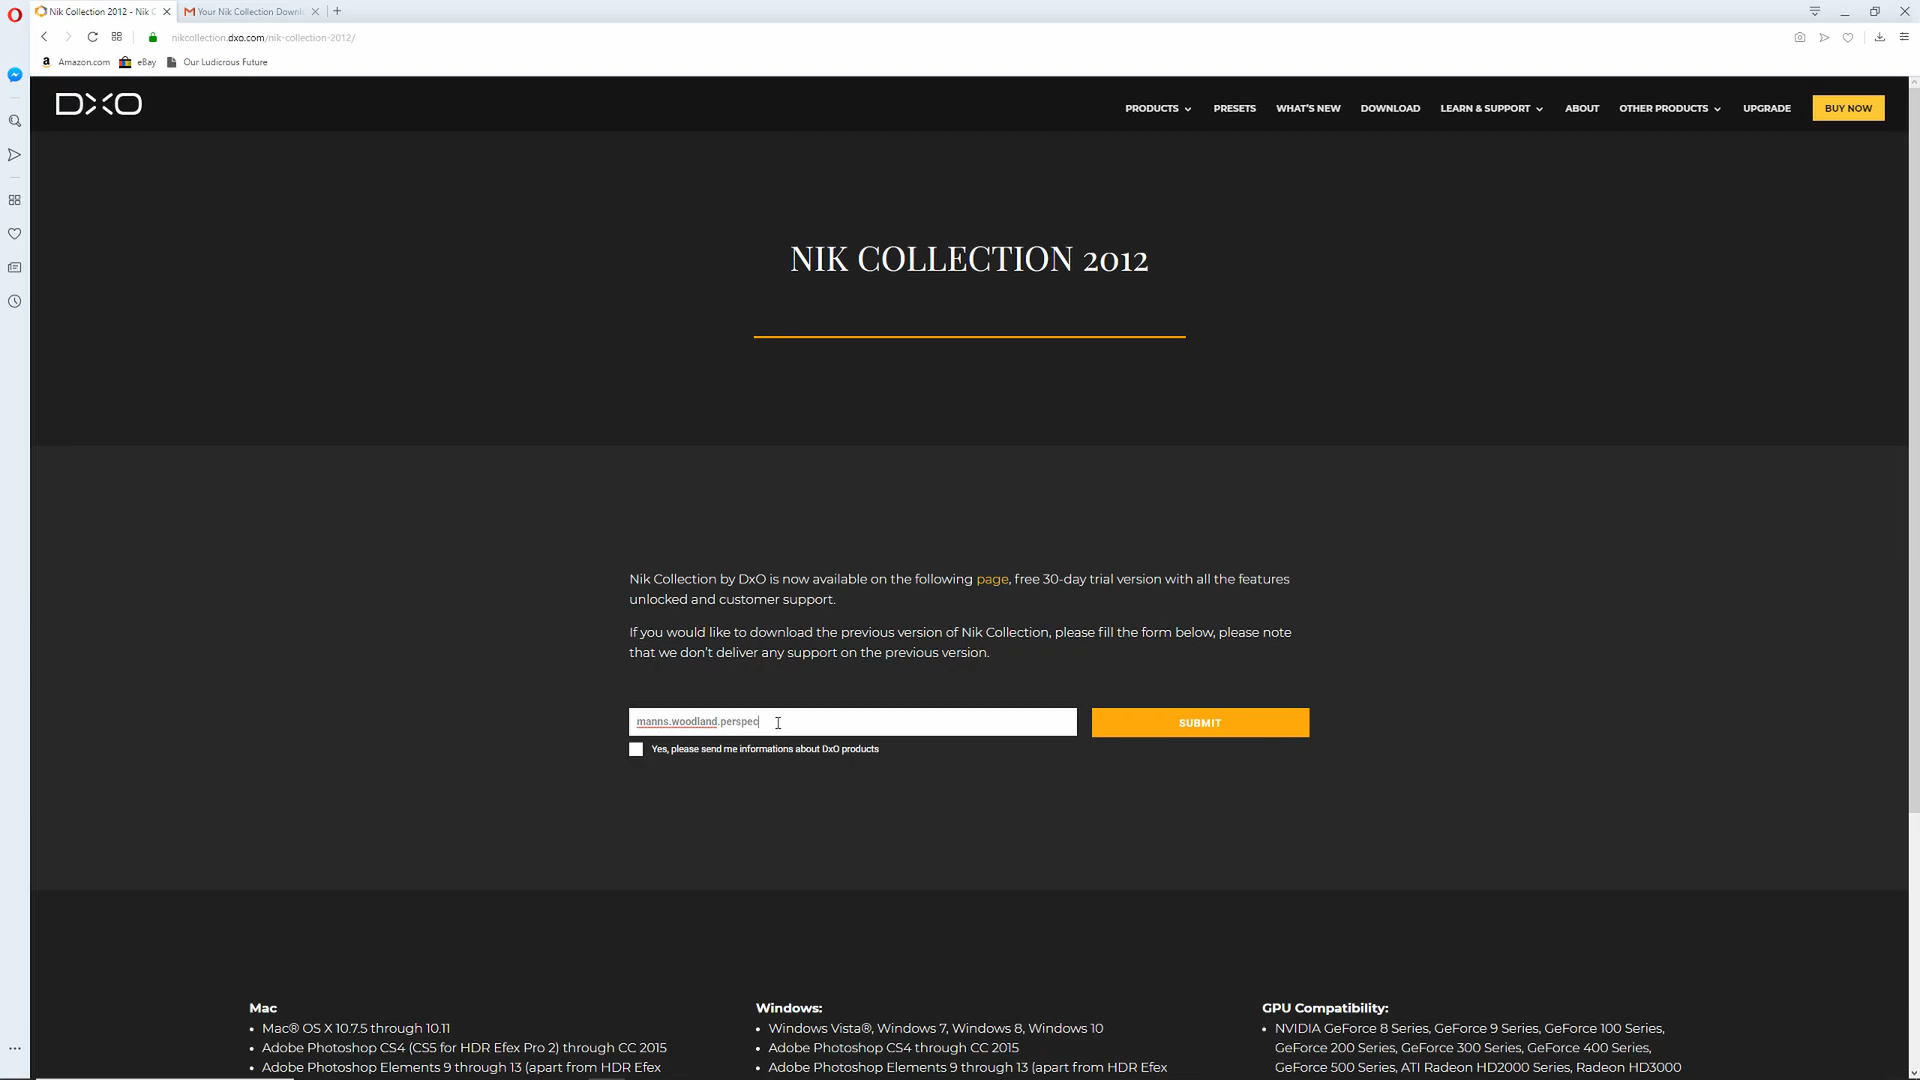 Nik Collection 2012 - Nik C
Your Nik Collection Downl
nikcollection.dxo.com/nik-collection-2012/
a Amazon.com
eBay
Our Ludicrous Future
DXO
PRODUCTS
PRESETS
WHAT'S NEW
DOWNLOAD
LEARN & SUPPORT
ABOUT
OTHER PRODUCTS
UPGRADE
BUY NOW
NIK COLLECTION 2012
Nik Collection by DxO is now available on the following page, free 30-day trial version with all the features
unlocked and customer support.
If you would like to download the previous version of Nik Collection, please fill the form below, please note
that we don't deliver any support on the previous version.
manns.woodland.perspec
SUBMIT
Yes, please send me informations about DxO products
Mac
• Mac® OS X 10.7.5 through 10.11
• Adobe Photoshop CS4 (CS5 for HDR Efex Pro 2) through CC 2015
• Adobe Photoshop Elements 9 through 13 (apart from HDR Efex
Windows:
• Windows Vista®, Windows 7, Windows 8, Windows 10
• Adobe Photoshop CS4 through CC 2015
• Adobe Photoshop Elements 9 through 13 (apart from HDR Efex
GPU Compatibility:
• NVIDIA GeForce 8 Series, GeForce 9 Series, GeForce 100 Series,
GeForce 200 Series, GeForce 300 Series, GeForce 400 Series,
GeForce 500 Series, ATI Radeon HD2000 Series, Radeon HD3000